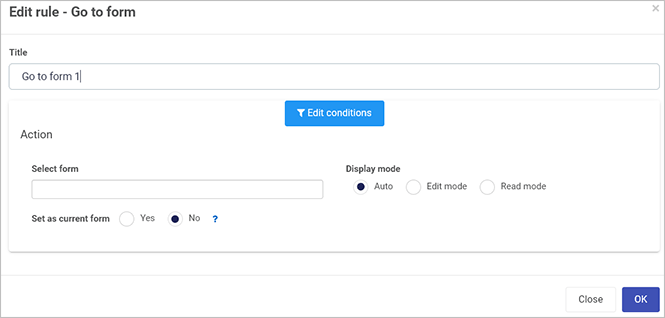 Edit rule - Go to form
×
Title
Go to form 1
Edit conditions
Action
Select form
Display mode
Auto Edit mode Read mode
Set as current form Yes No ?
Close OK